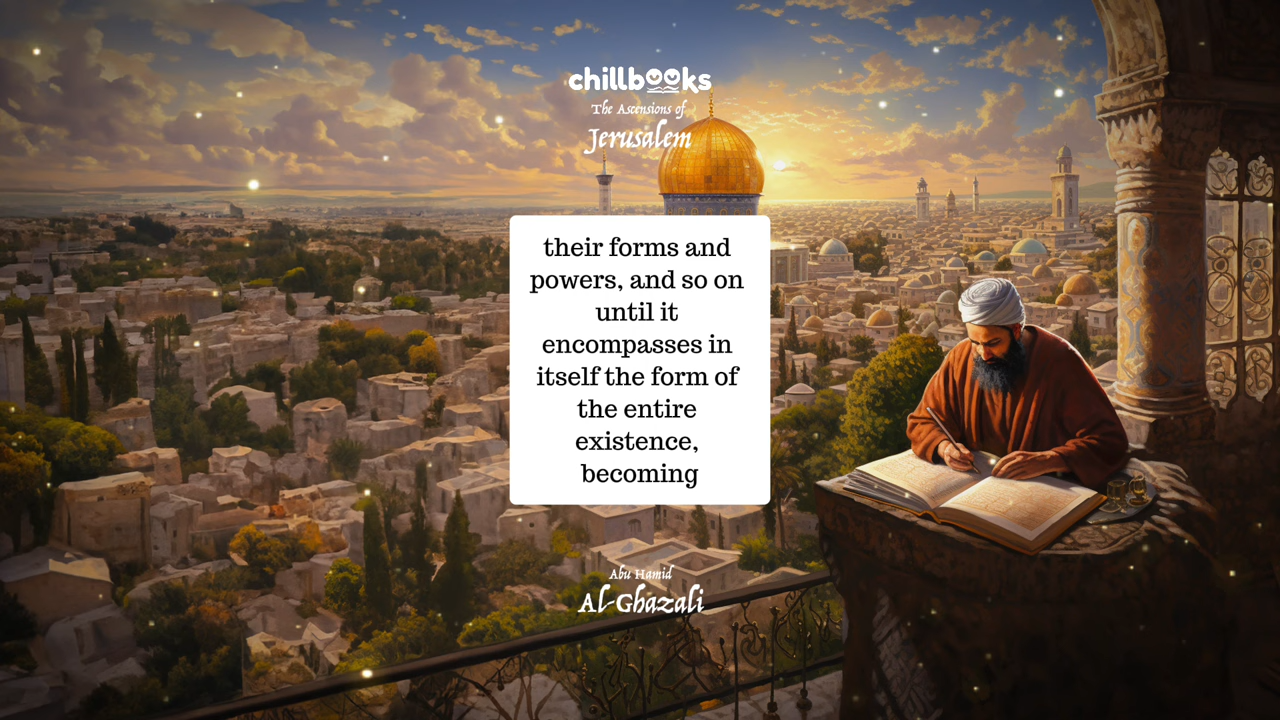 chillbooks
The Ascensions of
Jerusalem
their forms and
powers, and so on
until it
encompasses in
itself the form of
the entire
existence,
becoming
Abu Hamid
Al-Ghazali